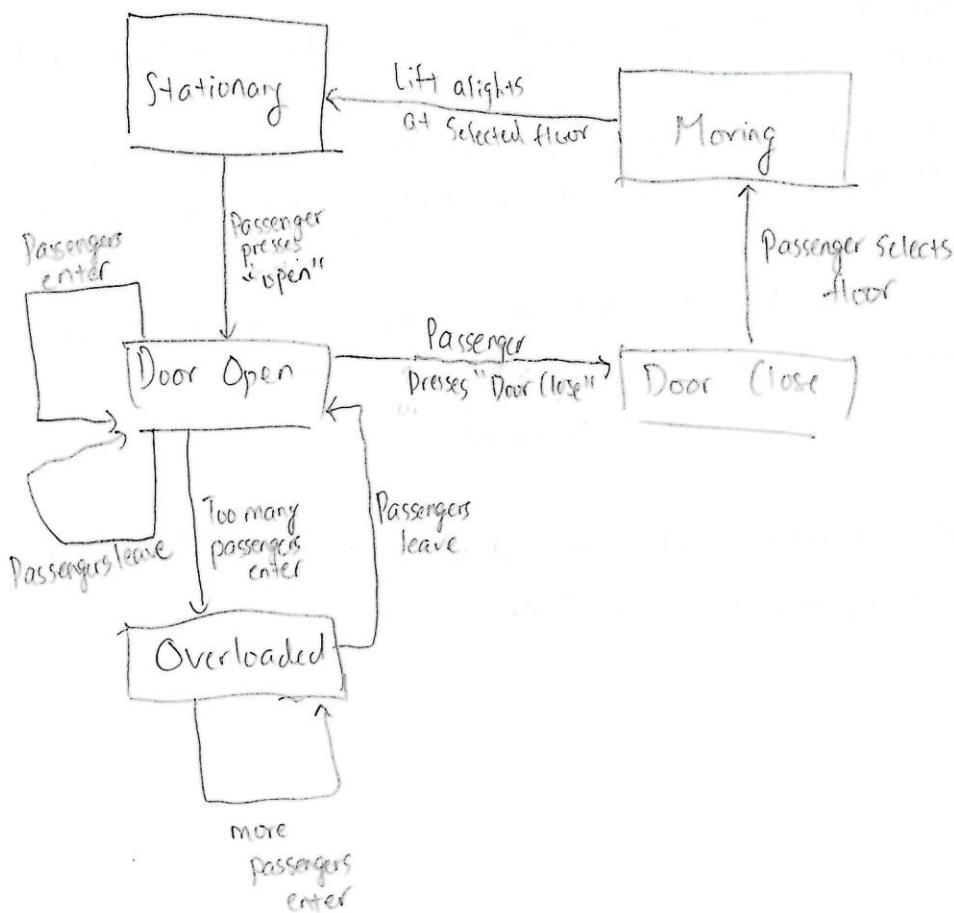 Stationary
Lift alights
at Selected floor
Moving
Passenger
presses
"open"
Passenger Selects
floor
Passengers
enter
Door Open
Passenger
Presses "Door Close"
Door Close
Passengers leave
Too many
passengers
enter
Passengers
leave
Overloaded
more
passengers
enter